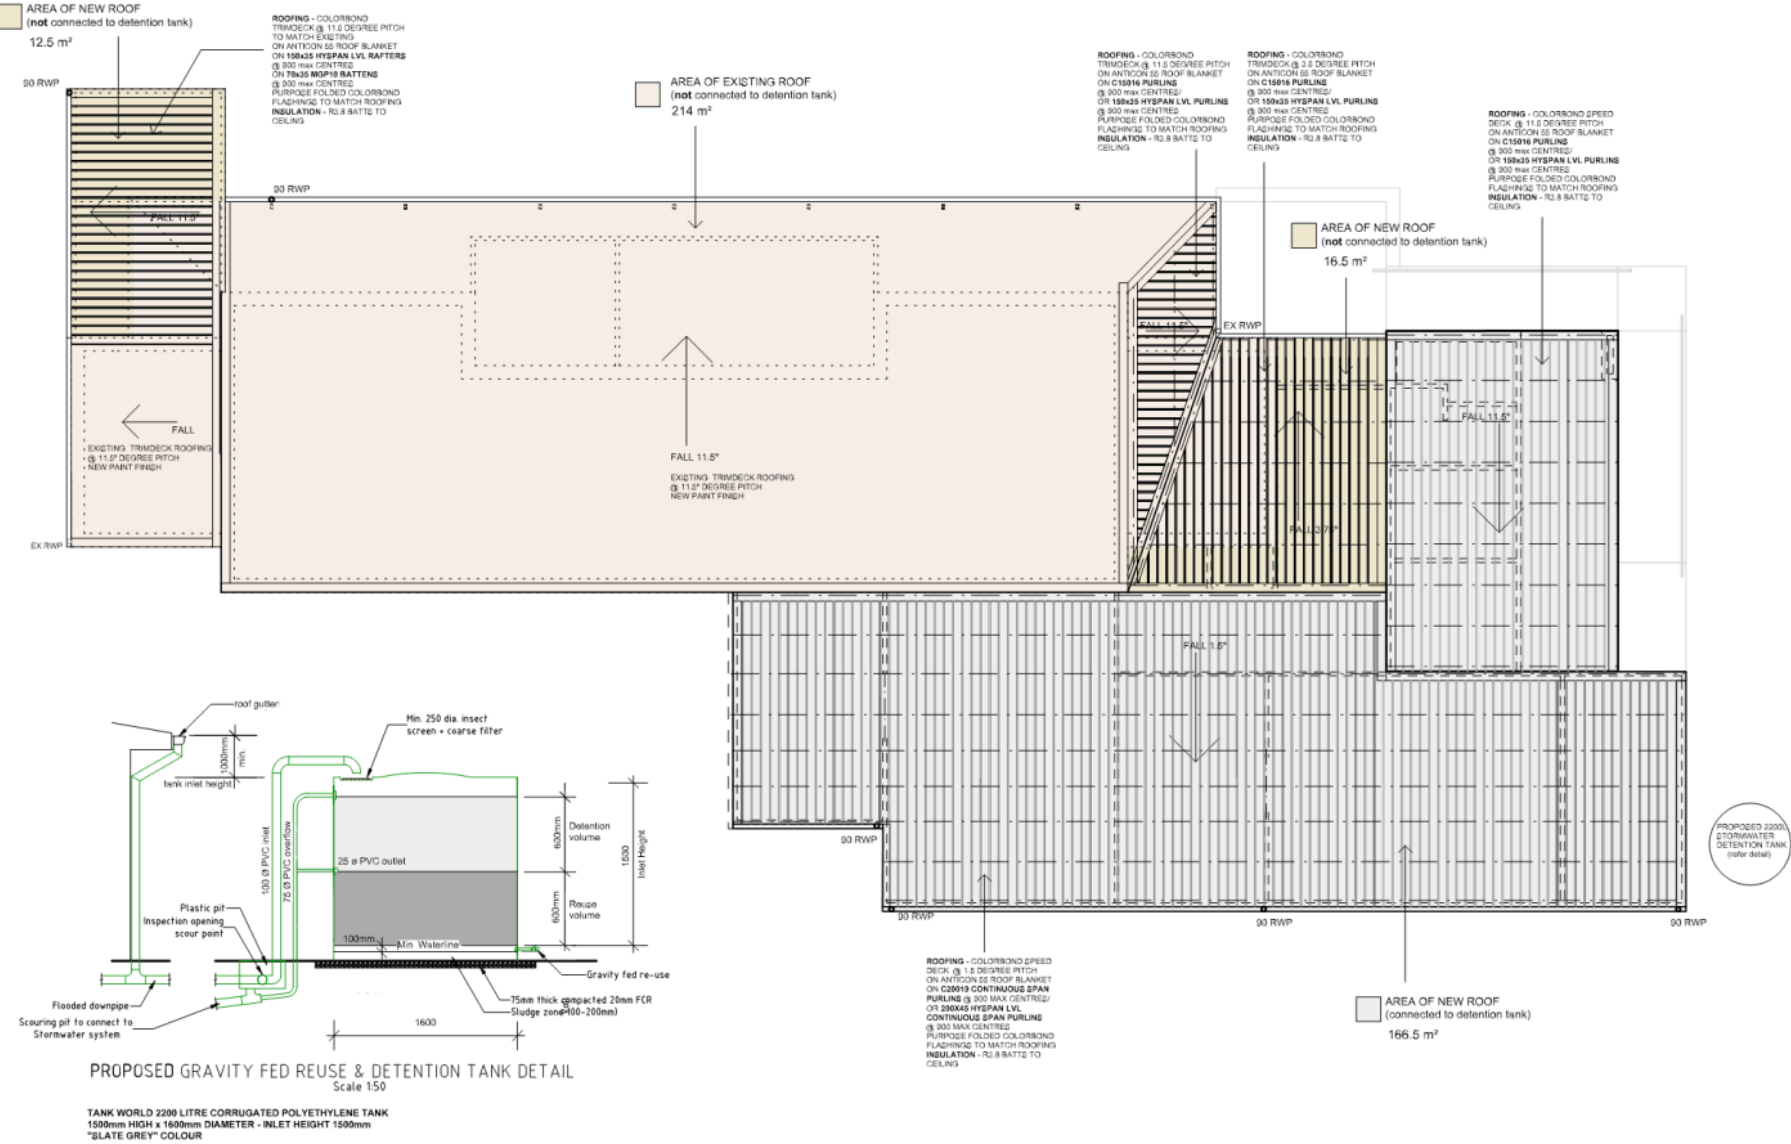 AREA OF NEW ROOF
(not connected to detention tank)
12.5 m²
ROOFING - COLORBOND
TRIMDECK @ 11.5 DEGREE PITCH
TO MATCH EXISTING
ON ANTICON 55 ROOF BLANKET
ON 150x35 HYSPAN LVL RAFTERS
@ 900 max CENTRES
ON 70x35 MGP10 BATTENS
@ 900 max CENTRES
PURPOSE FOLDED COLORBOND
FLASHINGS TO MATCH ROOFING
INSULATION - R3.8 BATTS TO
CEILING
90 RWP
AREA OF EXISTING ROOF
(not connected to detention tank)
214 m²
ROOFING - COLORBOND
TRIMDECK @ 11.5 DEGREE PITCH
ON ANTICON 55 ROOF BLANKET
ON C15016 PURLINS
@ 900 max CENTRES/
OR 150x35 HYSPAN LVL PURLINS
@ 900 max CENTRES
PURPOSE FOLDED COLORBOND
FLASHINGS TO MATCH ROOFING
INSULATION - R3.8 BATTS TO
CEILING
ROOFING - COLORBOND
TRIMDECK @ 3.5 DEGREE PITCH
ON ANTICON 55 ROOF BLANKET
ON C15016 PURLINS
@ 900 max CENTRES/
OR 150x35 HYSPAN LVL PURLINS
@ 900 max CENTRES
PURPOSE FOLDED COLORBOND
FLASHINGS TO MATCH ROOFING
INSULATION - R3.8 BATTS TO
CEILING
ROOFING - COLORBOND SPEED
DECK @ 11.5 DEGREE PITCH
ON ANTICON 55 ROOF BLANKET
ON C15016 PURLINS
@ 900 max CENTRES/
OR 150x35 HYSPAN LVL PURLINS
@ 900 max CENTRES
PURPOSE FOLDED COLORBOND
FLASHINGS TO MATCH ROOFING
INSULATION - R3.8 BATTS TO
CEILING
90 RWP
FALL 11.5°
AREA OF NEW ROOF
(not connected to detention tank)
16.5 m²
FALL 11.5°
EX RWP
FALL 11.5°
FALL
EXISTING TRIMDECK ROOFING
@ 11.5° DEGREE PITCH
NEW PAINT FINISH
FALL 11.5°
EXISTING TRIMDECK ROOFING
@ 11.5° DEGREE PITCH
NEW PAINT FINISH
EX RWP
FALL
FALL 1.5°
roof gutter
1000mm
min.
tank inlet height
Min. 250 dia. insect
screen + coarse filter
100 Ø PVC inlet
75 Ø PVC overflow
25 ø PVC outlet
600mm
Detention
volume
1500
Inlet Height
600mm
Reuse
volume
Plastic pit
Inspection opening
scour point
100mm
Min Waterline
Gravity fed re-use
Flooded downpipe
75mm thick compacted 20mm FCR
Sludge zone(100-200mm)
Scouring pit to connect to
Stormwater system
1600
90 RWP
90 RWP
90 RWP
90 RWP
PROPOSED 2200L
STORMWATER
DETENTION TANK
(refer detail)
ROOFING - COLORBOND SPEED
DECK @ 1.5 DEGREE PITCH
ON ANTICON 55 ROOF BLANKET
ON C20019 CONTINUOUS SPAN
PURLINS @ 900 MAX CENTRES/
OR 200X45 HYSPAN LVL
CONTINUOUS SPAN PURLINS
@ 900 MAX CENTRES
PURPOSE FOLDED COLORBOND
FLASHINGS TO MATCH ROOFING
INSULATION - R3.8 BATTS TO
CEILING
AREA OF NEW ROOF
(connected to detention tank)
166.5 m²
PROPOSED GRAVITY FED REUSE & DETENTION TANK DETAIL
Scale 1:50
TANK WORLD 2200 LITRE CORRUGATED POLYETHYLENE TANK
1500mm HIGH x 1600mm DIAMETER - INLET HEIGHT 1500mm
"SLATE GREY" COLOUR